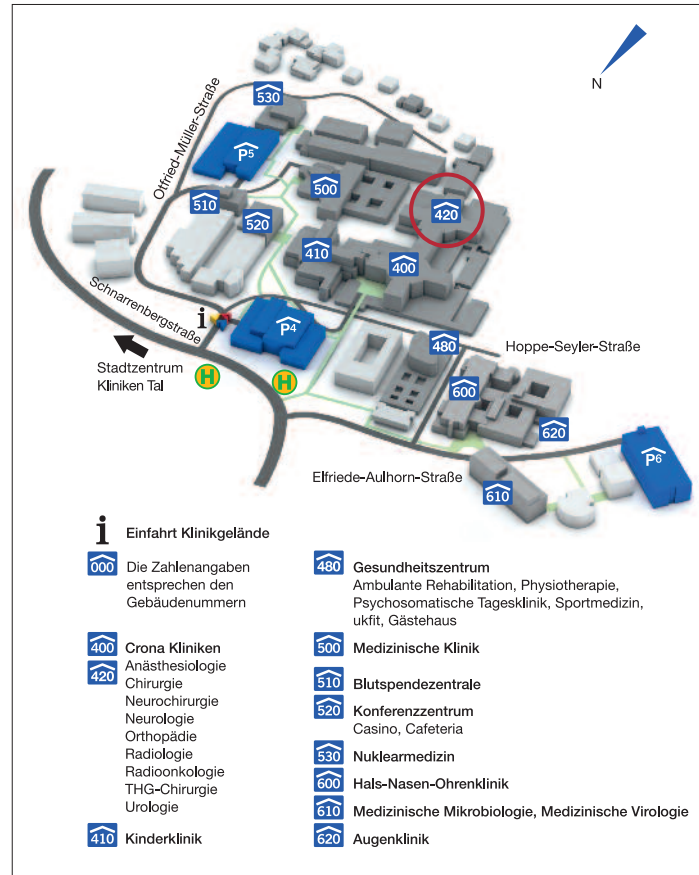 530
N
Otfried-Müller-Straße
P5
500
510
420
520
410
400
Schnarrenbergstraße
i
P4
480
Hoppe-Seyler-Straße
Stadtzentrum
Kliniken Tal
H
H
600
620
P6
Elfriede-Aulhorn-Straße
610
i Einfahrt Klinikgelände
000 Die Zahlenangaben
entsprechen den
Gebäudenummern
400 Crona Kliniken
420 Anästhesiologie
Chirurgie
Neurochirurgie
Neurologie
Orthopädie
Radiologie
Radioonkologie
THG-Chirurgie
Urologie
410 Kinderklinik
480 Gesundheitszentrum
Ambulante Rehabilitation, Physiotherapie,
Psychosomatische Tagesklinik, Sportmedizin,
ukfit, Gästehaus
500 Medizinische Klinik
510 Blutspendezentrale
520 Konferenzzentrum
Casino, Cafeteria
530 Nuklearmedizin
600 Hals-Nasen-Ohrenklinik
610 Medizinische Mikrobiologie, Medizinische Virologie
620 Augenklinik